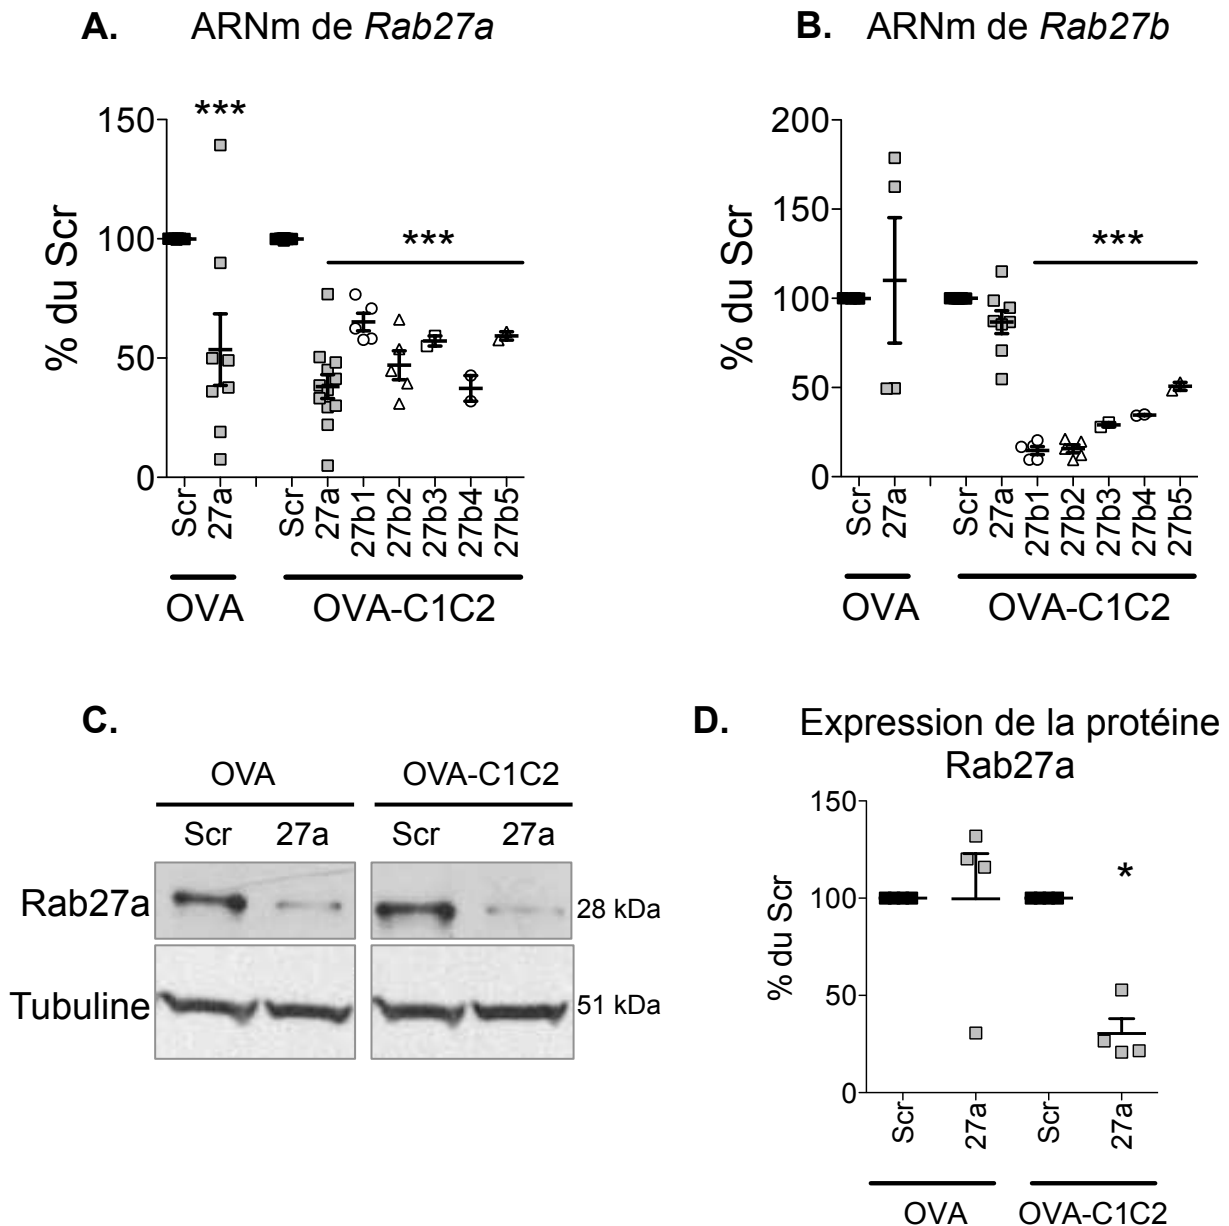 A. ARNm de Rab27a
% du Scr
150
100
50
0
***
***
Scr
27a
Scr
27a
27b1
27b2
27b3
27b4
27b5
OVA
OVA-C1C2
B. ARNm de Rab27b
% du Scr
200
150
100
50
0
***
Scr
27a
Scr
27a
27b1
27b2
27b3
27b4
27b5
OVA
OVA-C1C2
C.
OVA
OVA-C1C2
Scr
27a
Scr
27a
Rab27a
28 kDa
Tubuline
51 kDa
D. Expression de la protéine
Rab27a
% du Scr
150
100
50
0
*
Scr
27a
Scr
27a
OVA
OVA-C1C2